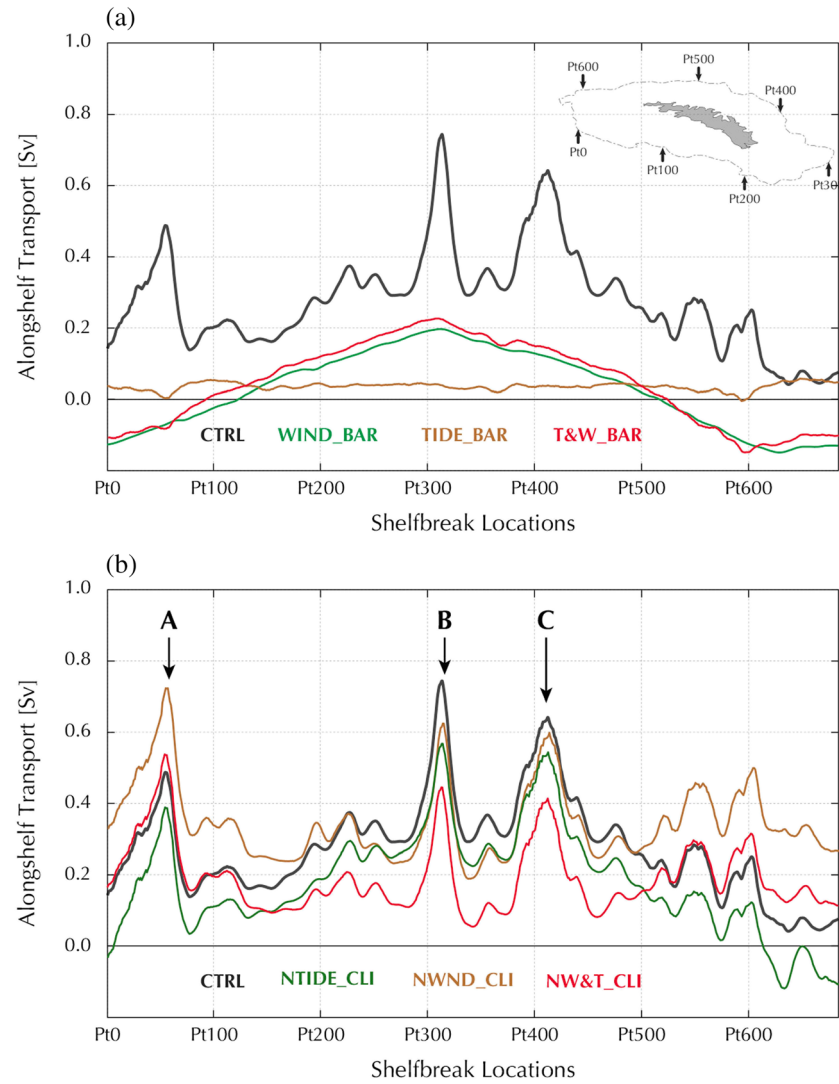 (a)
1.0
0.8
0.6
0.4
0.2
0.0
Alongshelf Transport [Sv]
Pt600
Pt500
Pt400
Pt0
Pt100
Pt200
Pt30
CTRL WIND_BAR TIDE_BAR T&W_BAR
Pt0 Pt100 Pt200 Pt300 Pt400 Pt500 Pt600
Shelfbreak Locations
(b)
1.0
0.8
0.6
0.4
0.2
0.0
Alongshelf Transport [Sv]
A B C
CTRL NTIDE_CLI NWND_CLI NW&T_CLI
Pt0 Pt100 Pt200 Pt300 Pt400 Pt500 Pt600
Shelfbreak Locations